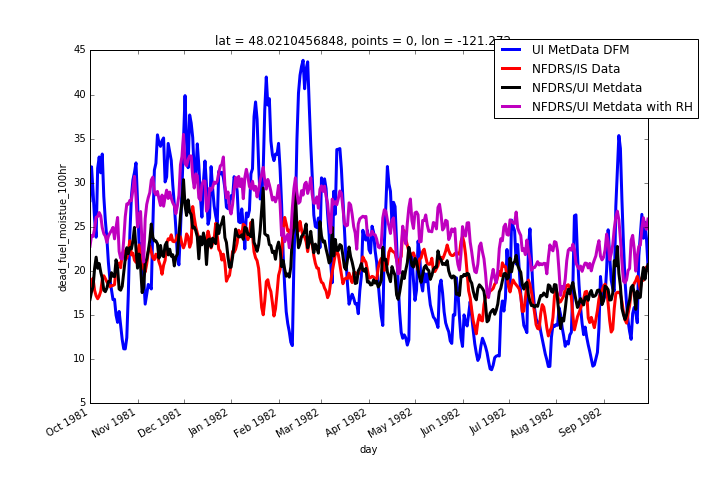 lat = 48.0210456848, points = 0, lon = -121.272
UI MetData DFM
NFDRS/IS Data
NFDRS/UI Metdata
NFDRS/UI Metdata with RH
dead_fuel_moistue_100hr
45
40
35
30
25
20
15
10
5
Oct 1981
Nov 1981
Dec 1981
Jan 1982
Feb 1982
Mar 1982
Apr 1982
May 1982
Jun 1982
Jul 1982
Aug 1982
Sep 1982
day